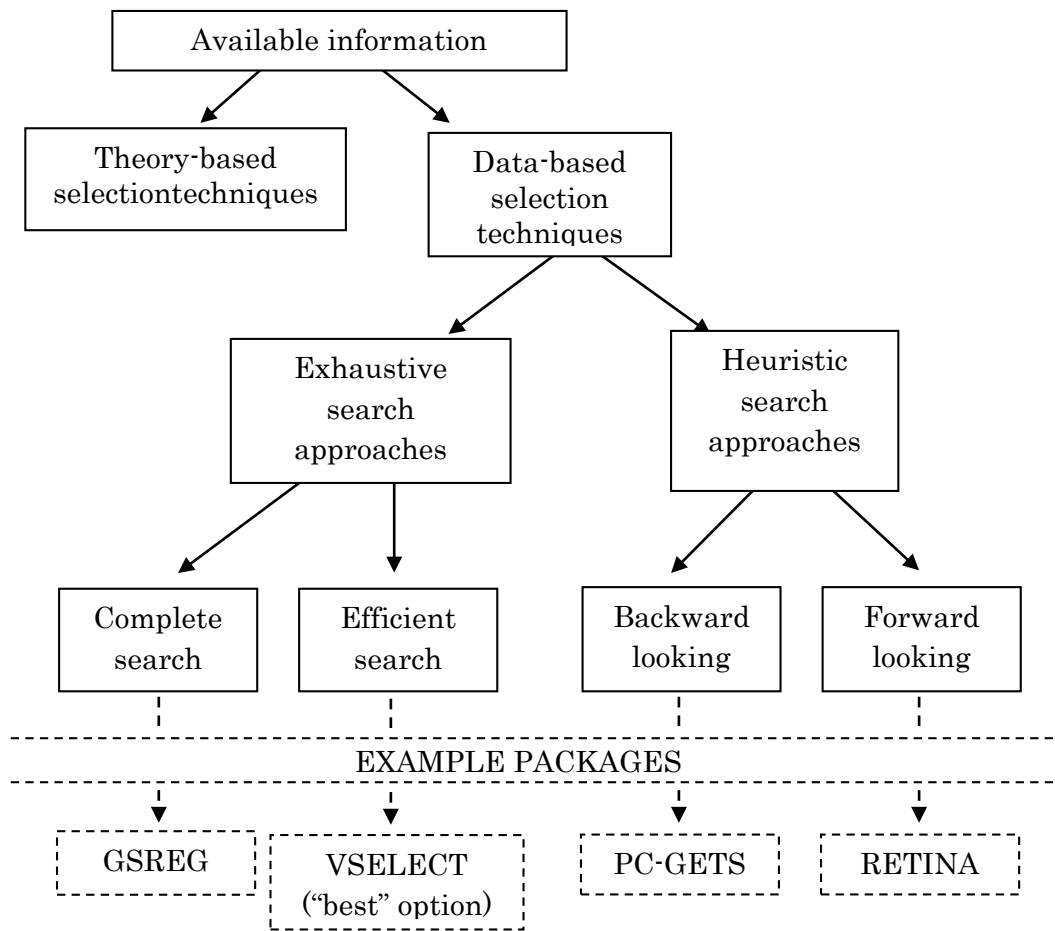 Available information
Theory-based
selectiontechniques
Data-based
selection
techniques
Exhaustive
search
approaches
Heuristic
search
approaches
Complete
search
Efficient
search
Backward
looking
Forward
looking
EXAMPLE PACKAGES
GSREG
VSELECT
(“best” option)
PC-GETS
RETINA